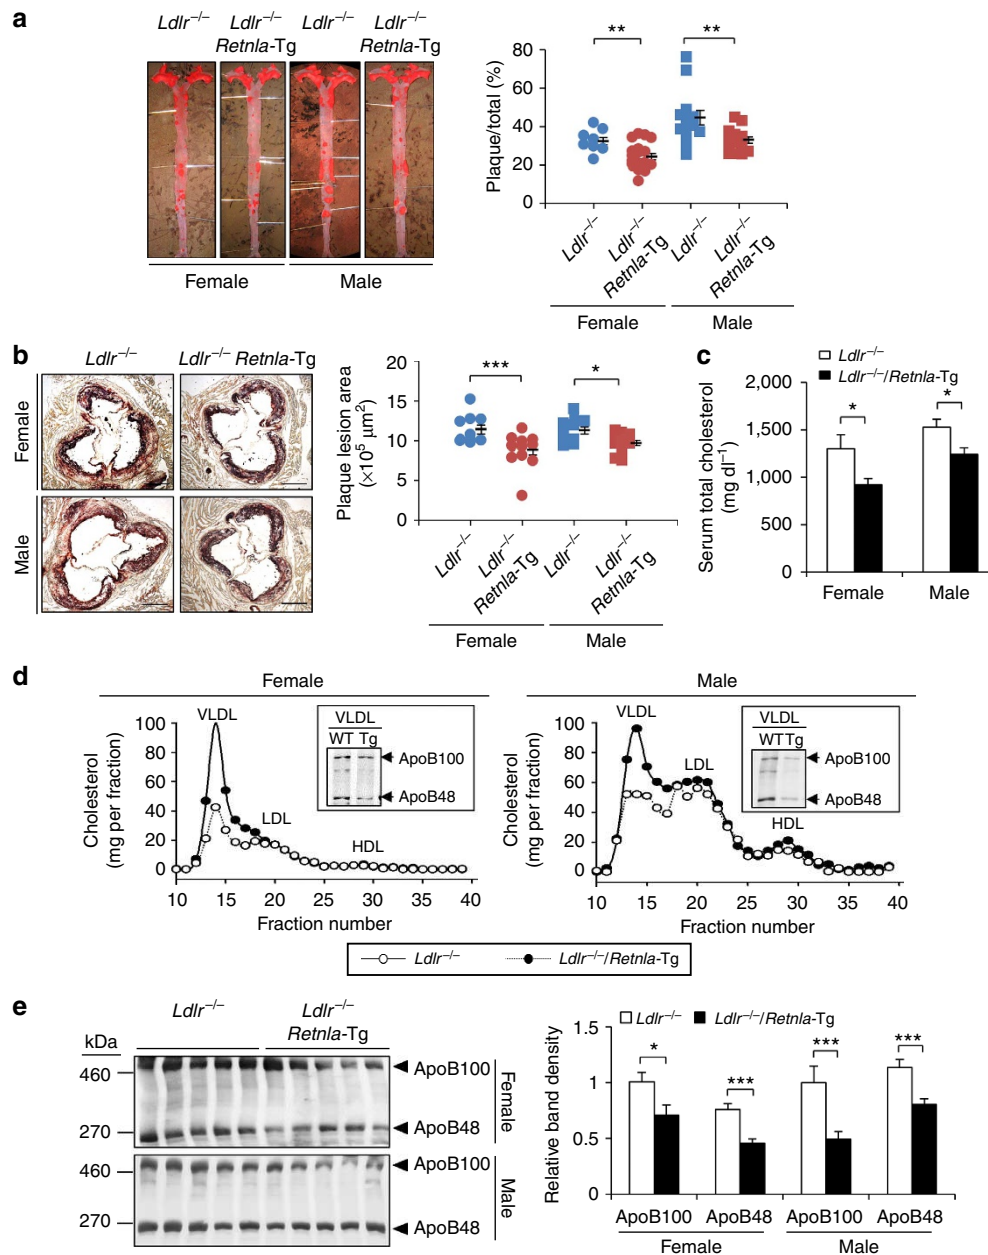 a
Ldlr−/−
Ldlr−/−
Retnla-Tg
Ldlr−/−
Ldlr−/−
Retnla-Tg
Female
Male
Plaque/total (%)
80
60
40
20
0
**
**
Ldlr−/−
Ldlr−/−
Retnla-Tg
Ldlr−/−
Ldlr−/−
Retnla-Tg
Female
Male
b
Ldlr−/−
Ldlr−/− Retnla-Tg
Female
Male
Plaque lesion area
(×10⁵ μm²)
20
15
10
5
0
***
*
Ldlr−/−
Ldlr−/−
Retnla-Tg
Ldlr−/−
Ldlr−/−
Retnla-Tg
Female
Male
c
Ldlr−/−
Ldlr−/−/Retnla-Tg
Serum total cholesterol
(mg dl−1)
2,000
1,500
1,000
500
0
*
*
Female
Male
d
Female
Cholesterol
(mg per fraction)
100
80
60
40
20
0
VLDL
LDL
HDL
VLDL
WT Tg
ApoB100
ApoB48
10 15 20 25 30 35 40
Fraction number
Male
Cholesterol
(mg per fraction)
100
80
60
40
20
0
VLDL
LDL
HDL
VLDL
WT Tg
ApoB100
ApoB48
10 15 20 25 30 35 40
Fraction number
Ldlr−/−
Ldlr−/−/Retnla-Tg
e
Ldlr−/−
Ldlr−/−
Retnla-Tg
kDa
460
270
ApoB100
ApoB48
Female
460
270
ApoB100
ApoB48
Male
Ldlr−/−
Ldlr−/−/Retnla-Tg
Relative band density
1.5
1
0.5
0
*
***
***
***
ApoB100 ApoB48 ApoB100 ApoB48
Female
Male